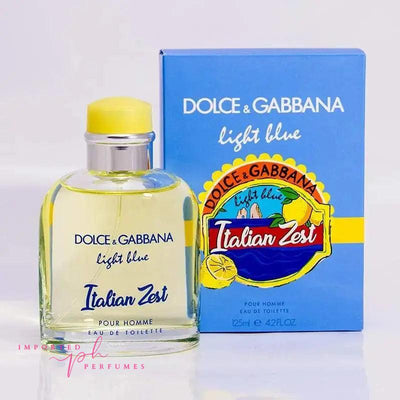 DOLCE & GABBANA
light blue
DOLCE & GABBANA
light blue
Italian Zest
POUR HOMME
EAU DE TOILETTE
125ml e 4.2FL.OZ
DOLCE & GABBANA
light blue
Italian Zest
POUR HOMME
EAU DE TOILETTE
IMPORTED
ph
PERFUMES